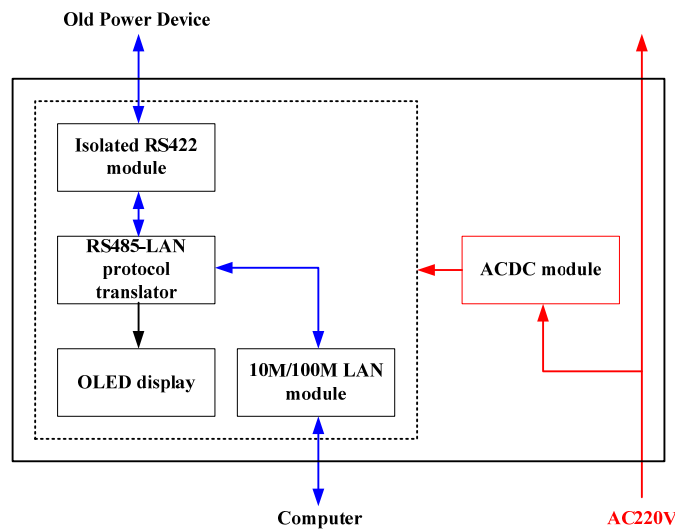 Old Power Device
Isolated RS422
module
RS485-LAN
protocol
translator
ACDC module
OLED display
10M/100M LAN
module
Computer
AC220V